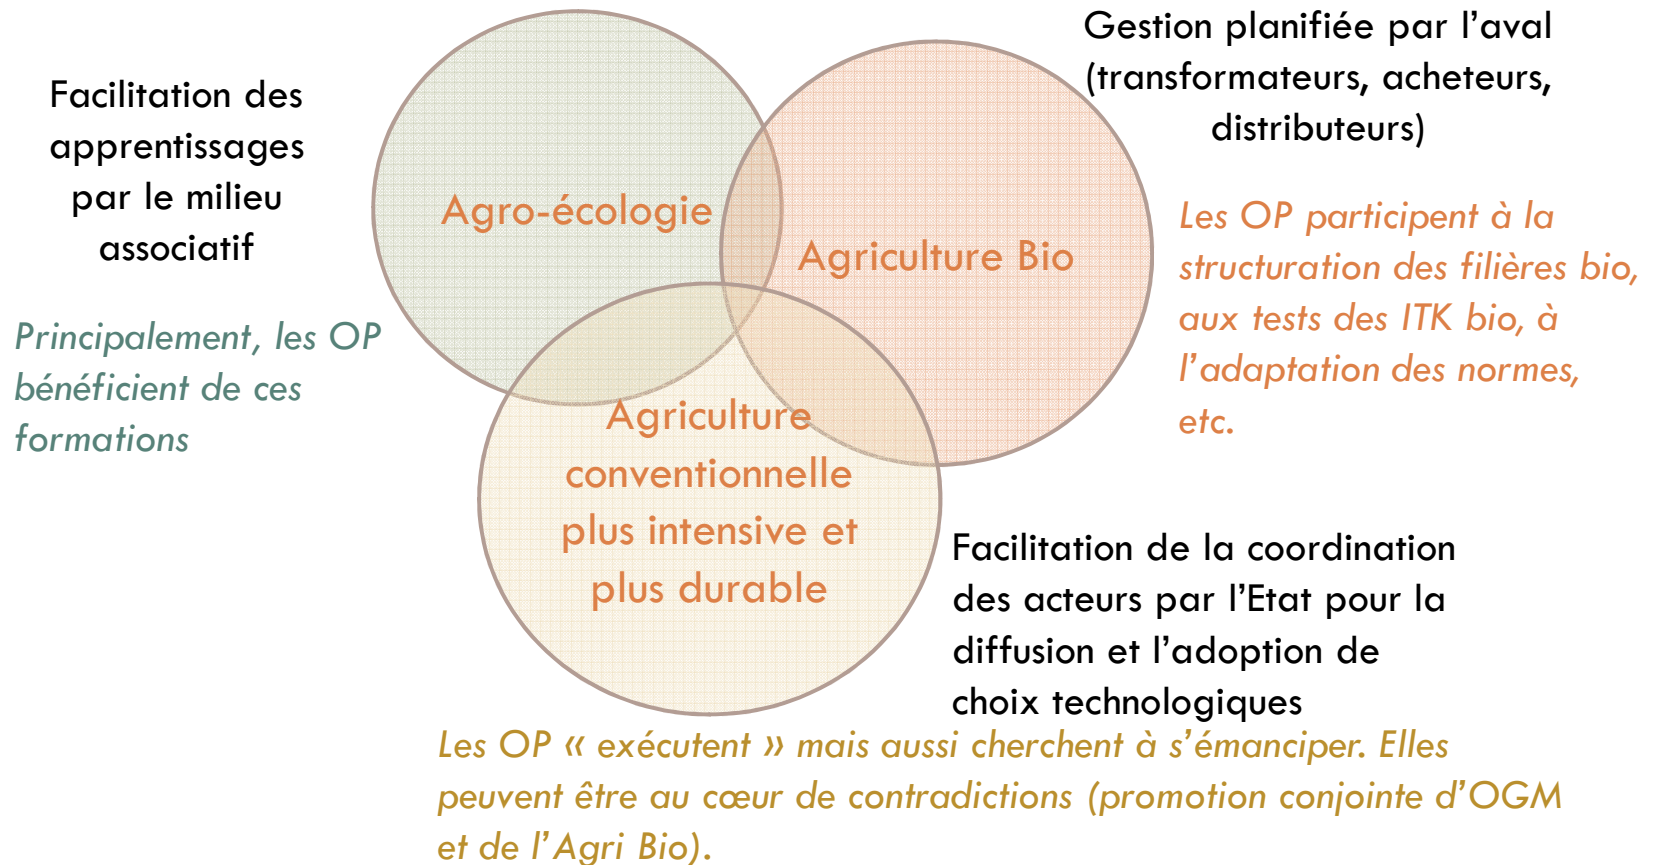 Facilitation des
apprentissages
par le milieu
associatif
Principalement, les OP
bénéficient de ces
formations
Agro-écologie
Agriculture Bio
Gestion planifiée par l’aval
(transformateurs, acheteurs,
distributeurs)
Les OP participent à la
structuration des filières bio,
aux tests des ITK bio, à
l’adaptation des normes,
etc.
Agriculture
conventionnelle
plus intensive et
plus durable
Facilitation de la coordination
des acteurs par l’Etat pour la
diffusion et l’adoption de
choix technologiques
Les OP « exécutent » mais aussi cherchent à s’émanciper. Elles
peuvent être au cœur de contradictions (promotion conjointe d’OGM
et de l’Agri Bio).